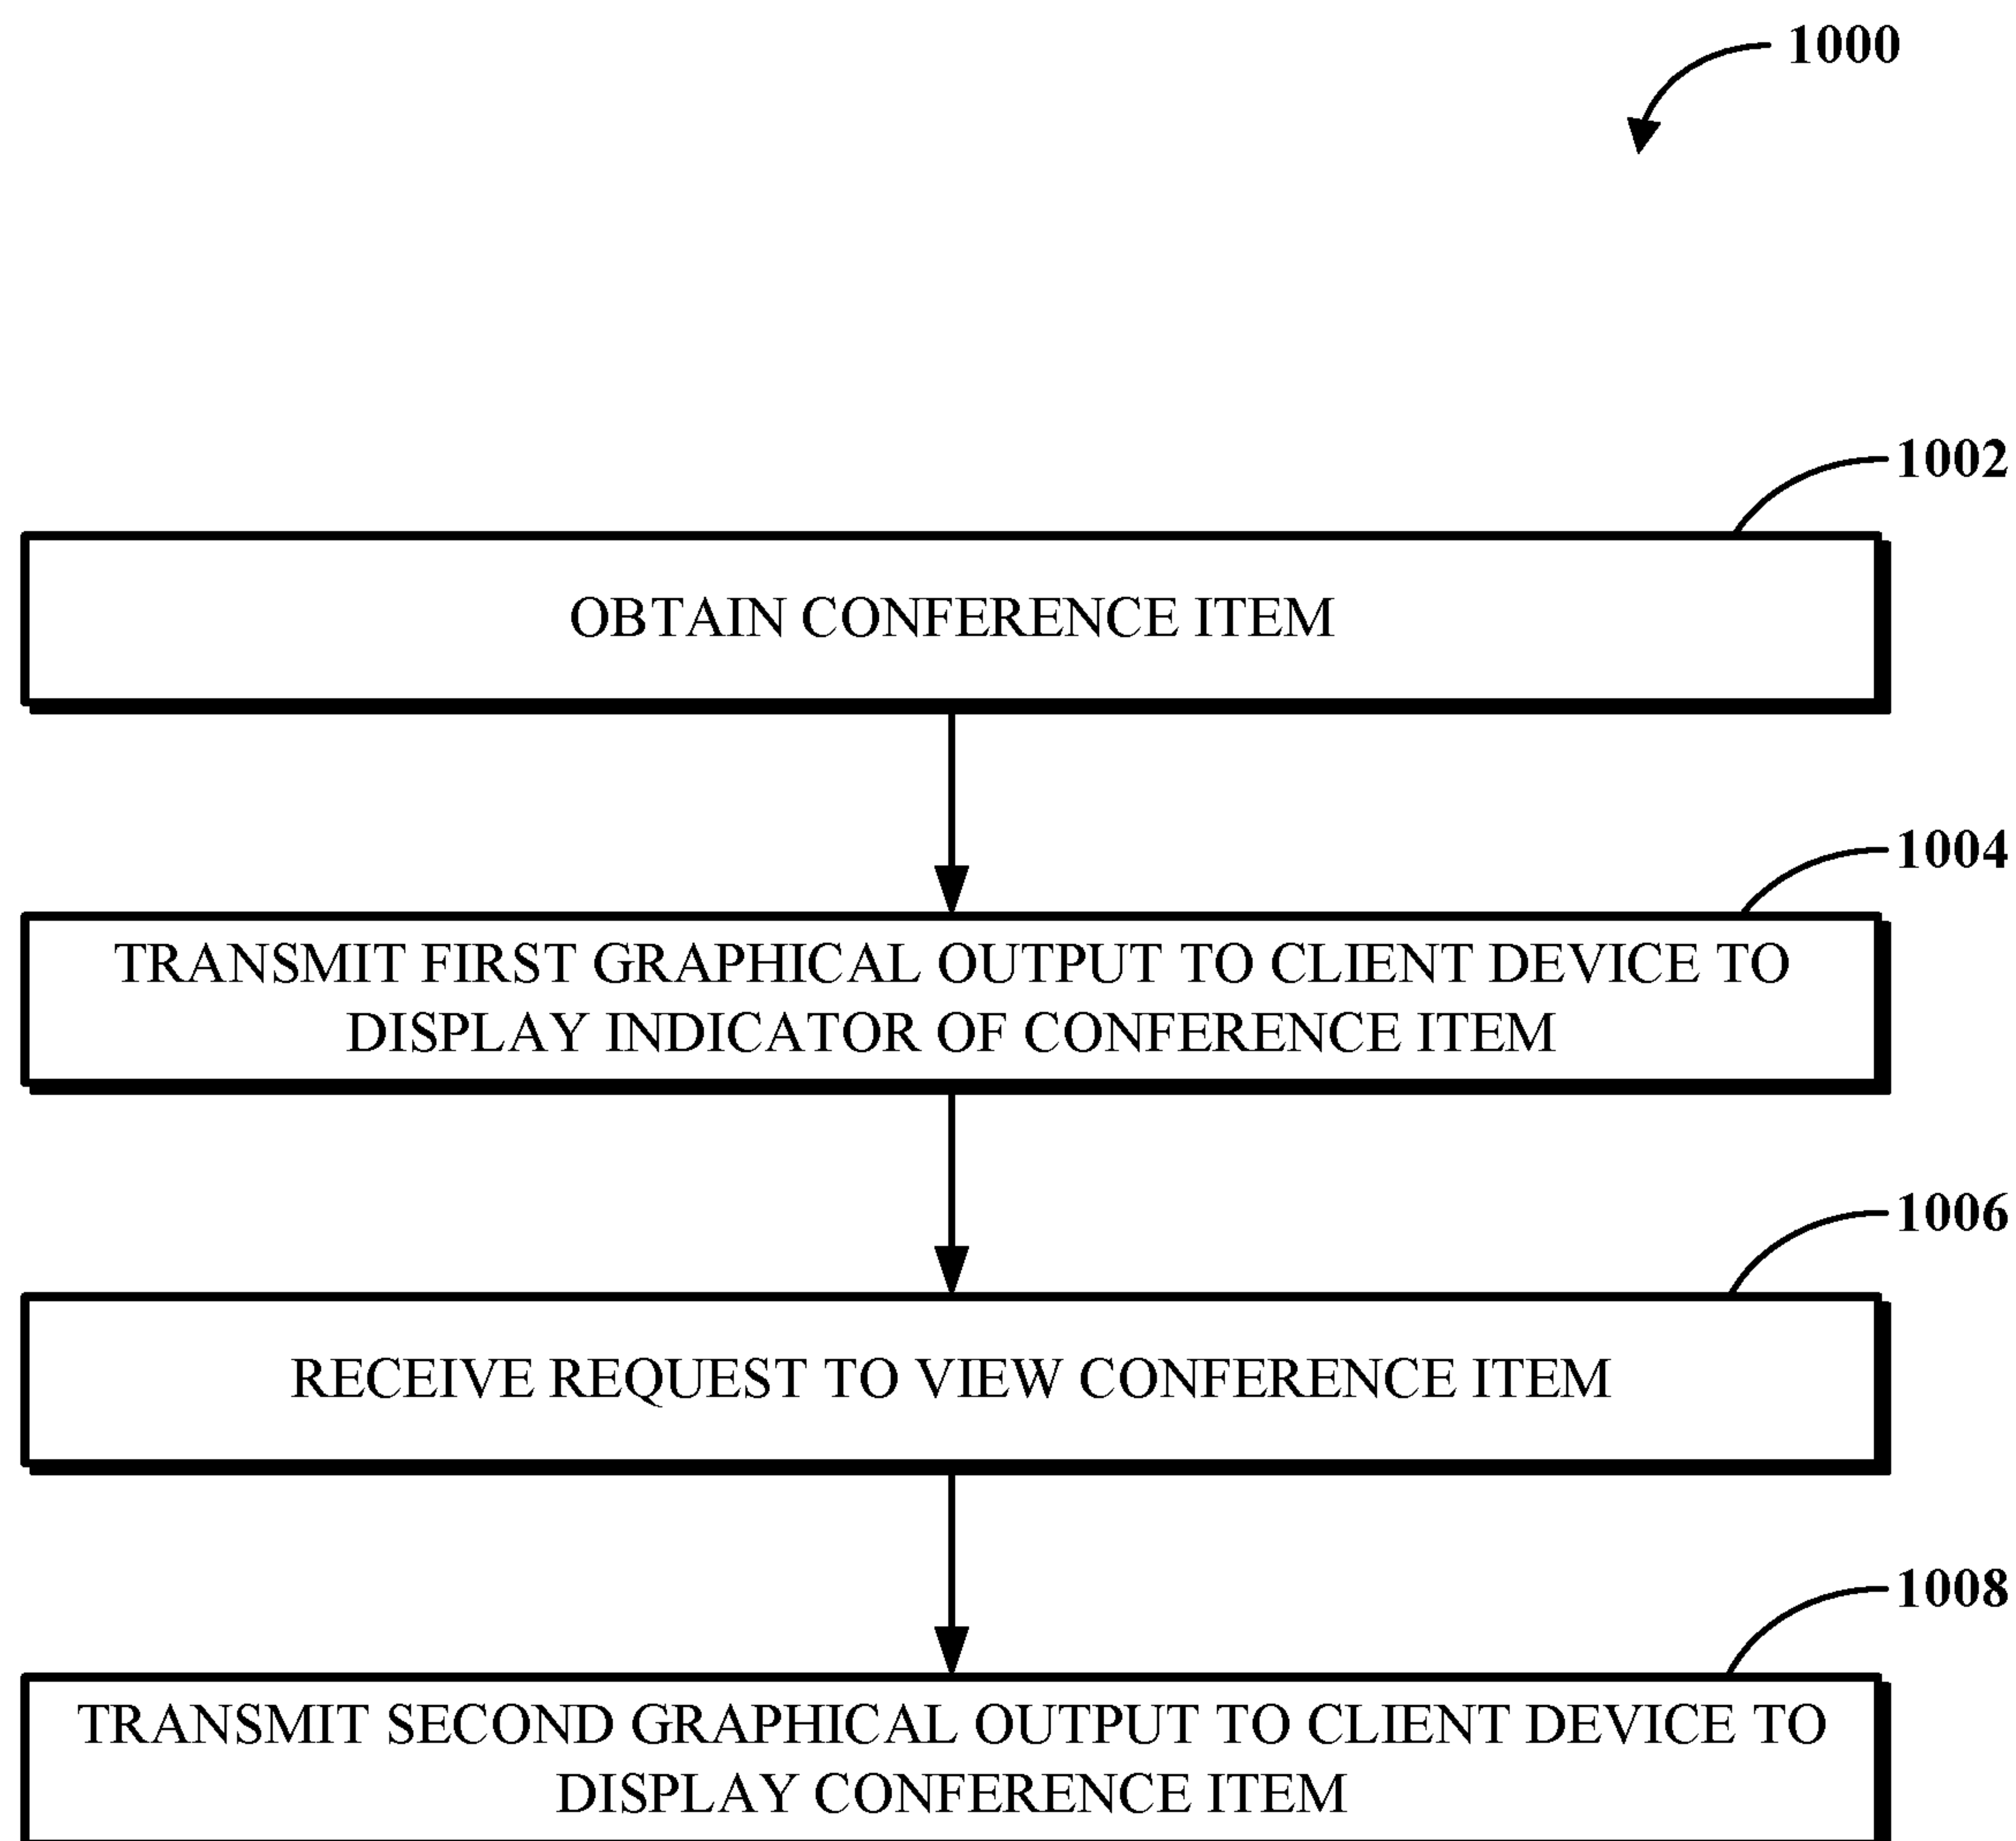 1000
1002
OBTAIN CONFERENCE ITEM
1004
TRANSMIT FIRST GRAPHICAL OUTPUT TO CLIENT DEVICE TO
DISPLAY INDICATOR OF CONFERENCE ITEM
1006
RECEIVE REQUEST TO VIEW CONFERENCE ITEM
1008
TRANSMIT SECOND GRAPHICAL OUTPUT TO CLIENT DEVICE TO
DISPLAY CONFERENCE ITEM